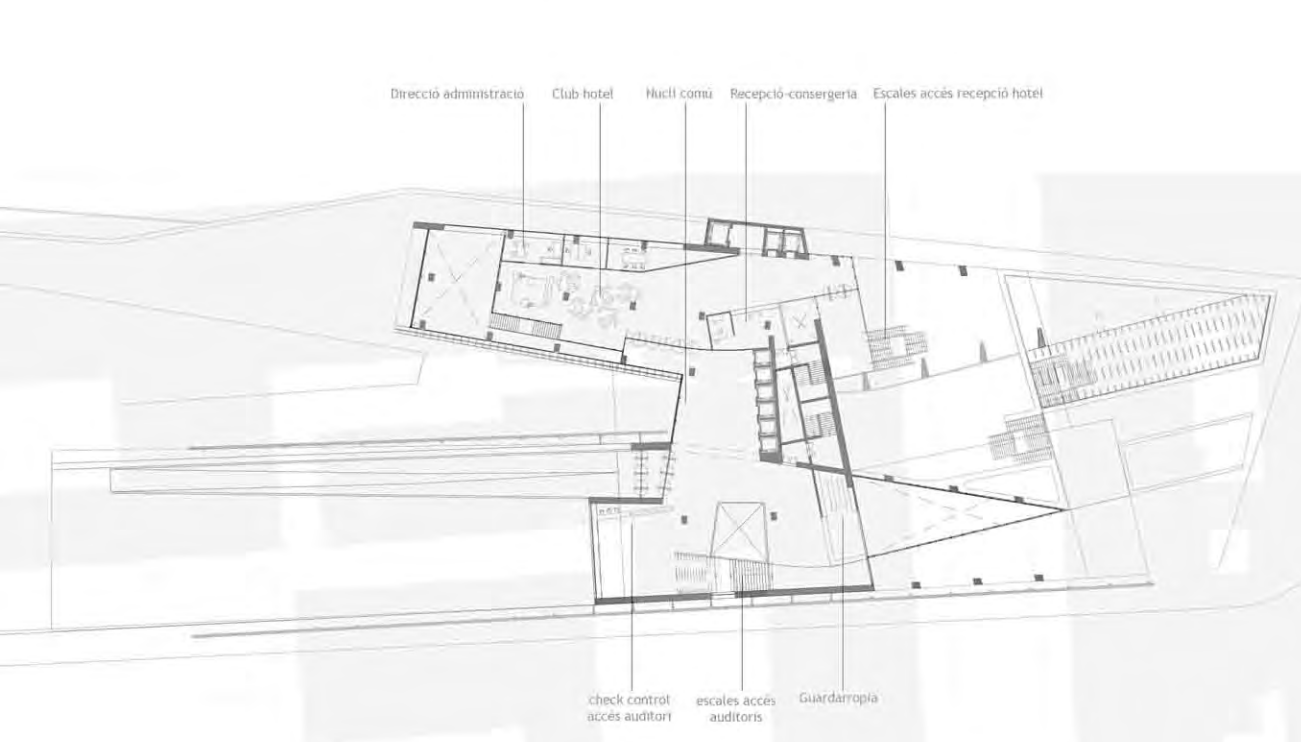 Direcció administració
Club hotel
Nucli comú
Recepció-consergeria
Escales accés recepció hotel
check control
accés auditori
escales accés
auditoris
Guardarropia